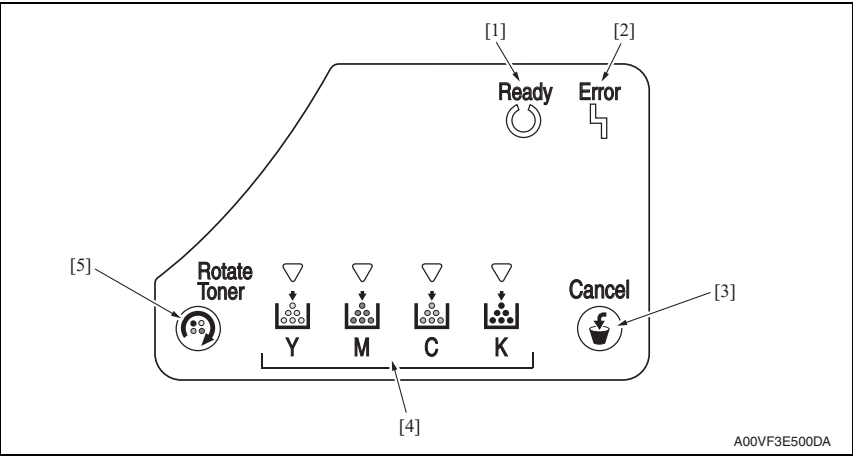 [1] [2]
Ready Error
[5] Rotate
Toner
Cancel [3]
Y M C K
[4]
A00VF3E500DA